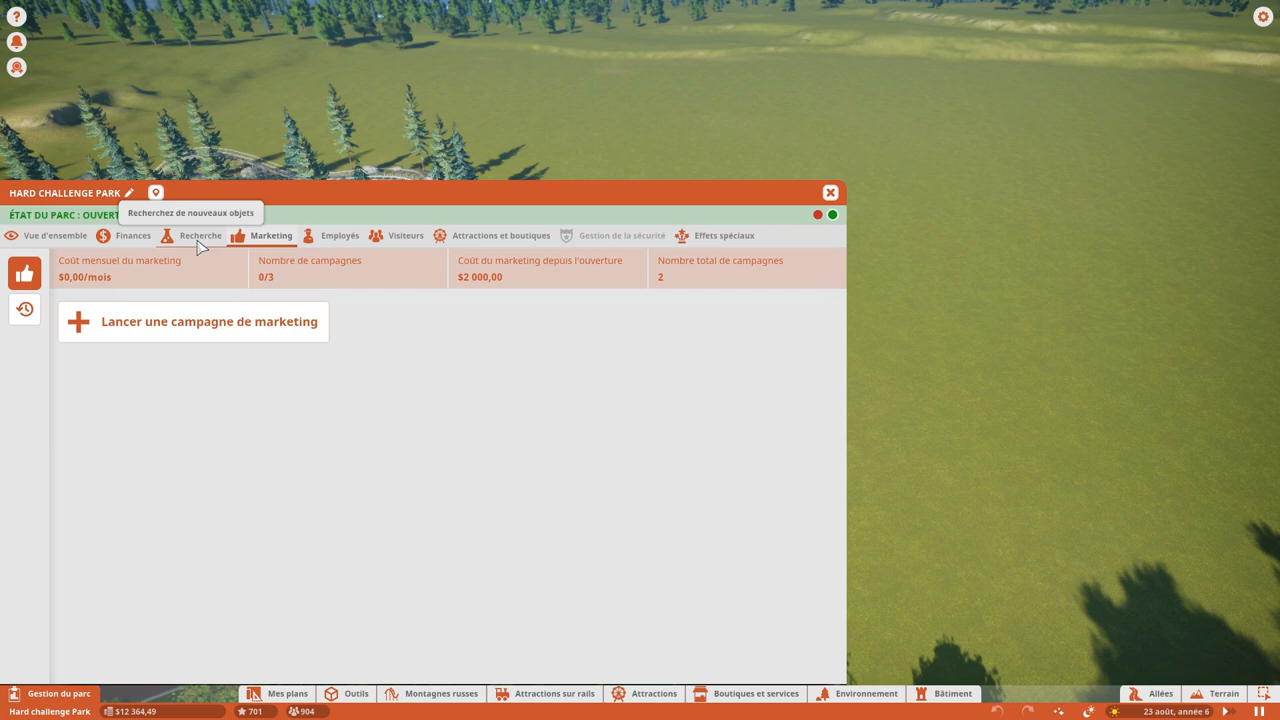 HARD CHALLENGE PARK
Recherchez de nouveaux objets
ÉTAT DU PARC : OUVERT
Vue d'ensemble Finances Recherche Marketing Employés Visiteurs Attractions et boutiques Gestion de la sécurité Effets spéciaux
Coût mensuel du marketing Nombre de campagnes Coût du marketing depuis l'ouverture Nombre total de campagnes
$0,00/mois 0/3 $2 000,00 2
Lancer une campagne de marketing
Gestion du parc Mes plans Outils Montagnes russes Attractions sur rails Attractions Boutiques et services Environnement Bâtiment Allées Terrain
Hard challenge Park $12 364,49 701 904 23 août, année 6